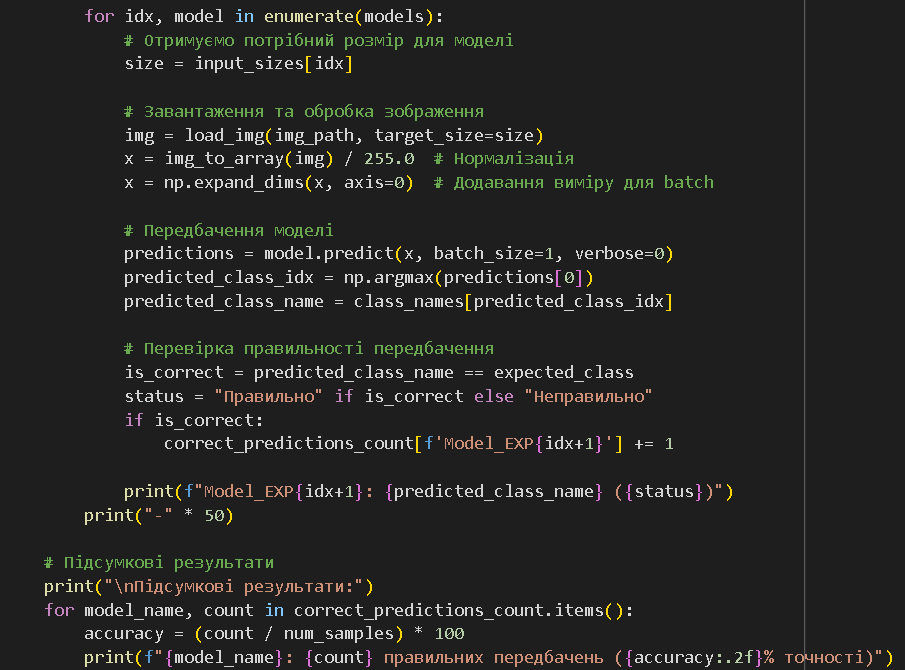 for idx, model in enumerate(models):
# Отримуємо потрібний розмір для моделі
size = input_sizes[idx]
# Завантаження та обробка зображення
img = load_img(img_path, target_size=size)
x = img_to_array(img) / 255.0  # Нормалізація
x = np.expand_dims(x, axis=0)  # Додавання виміру для batch
# Передбачення моделі
predictions = model.predict(x, batch_size=1, verbose=0)
predicted_class_idx = np.argmax(predictions[0])
predicted_class_name = class_names[predicted_class_idx]
# Перевірка правильності передбачення
is_correct = predicted_class_name == expected_class
status = "Правильно" if is_correct else "Неправильно"
if is_correct:
correct_predictions_count[f'Model_EXP{idx+1}'] += 1
print(f"Model_EXP{idx+1}: {predicted_class_name} ({status})")
print("-" * 50)
# Підсумкові результати
print("\nПідсумкові результати:")
for model_name, count in correct_predictions_count.items():
accuracy = (count / num_samples) * 100
print(f"{model_name}: {count} правильних передбачень ({accuracy:.2f}% точності)")